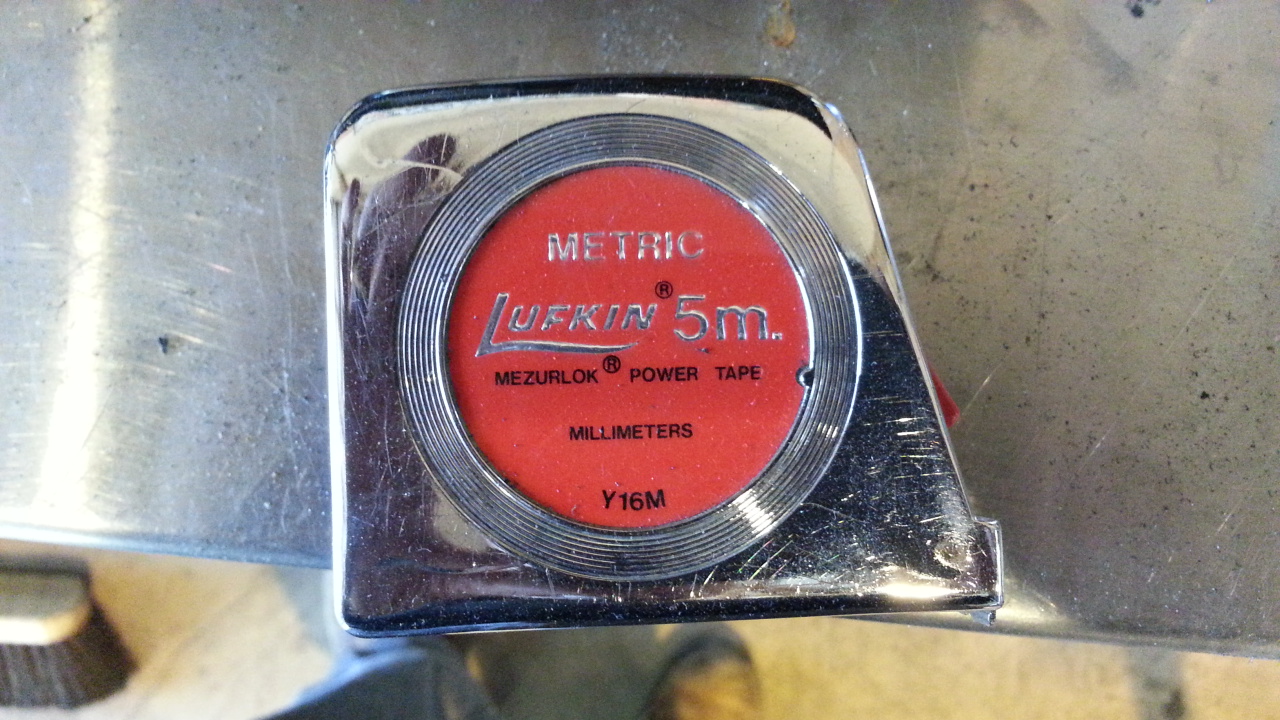 METRIC
LUFKIN® 5m.
MEZURLOK® POWER TAPE
MILLIMETERS
Y16M